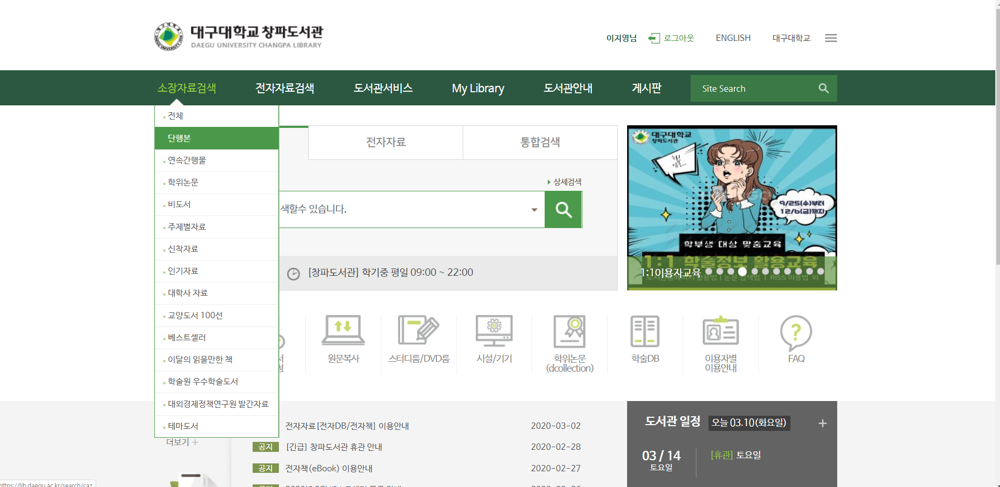 대구대학교 창파도서관
DAEGU UNIVERSITY CHANGPA LIBRARY
이지영님
로그아웃
ENGLISH
대구대학교
소장자료검색
전자자료검색
도서관서비스
My Library
도서관안내
게시판
Site Search
전체
단행본
연속간행물
학위논문
비도서
주제별자료
신착자료
인기자료
대학사 자료
교양도서 100선
베스트셀러
이달의 읽을만한 책
학술원 우수학술도서
대외경제정책연구원 발간자료
테마도서
더보기 +
전자자료
통합검색
상세검색
색할수 있습니다.
[창파도서관] 학기중 평일 09:00 ~ 22:00
대구대학교
창파도서관
9/25(수)부터
12/6(금)까지
학부생 대상 맞춤교육
1:1 학술정보 활용교육
1:1이용자교육
원문복사
스터디룸/DVD룸
시설/기기
학위논문
(dcollection)
학술DB
이용자별
이용안내
FAQ
전자자료[전자DB/전자책] 이용안내 2020-03-02
공지 [긴급] 창파도서관 휴관 안내 2020-02-28
공지 전자책(eBook) 이용안내 2020-02-27
도서관 일정
오늘 03.10(화요일)
03 / 14
토요일
[휴관] 토요일
https://lib.daegu.ac.kr/search/caz